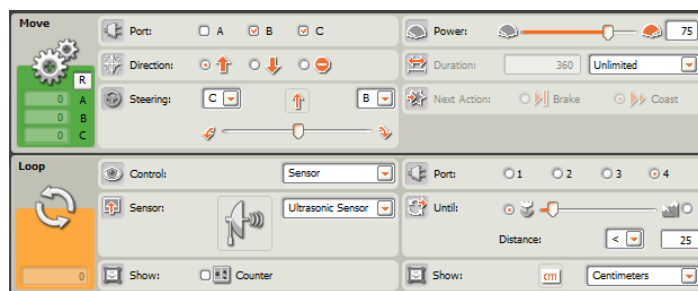 Move
Port: A B C
Power: 75
R
Direction:
Duration: 360 Unlimited
0 A
Steering: C B
Next Action: Brake Coast
0 B
0 C
Loop
Control: Sensor
Port: 1 2 3 4
Sensor: Ultrasonic Sensor
Until:
Distance: < 25
0
Show: Counter
Show: cm Centimeters